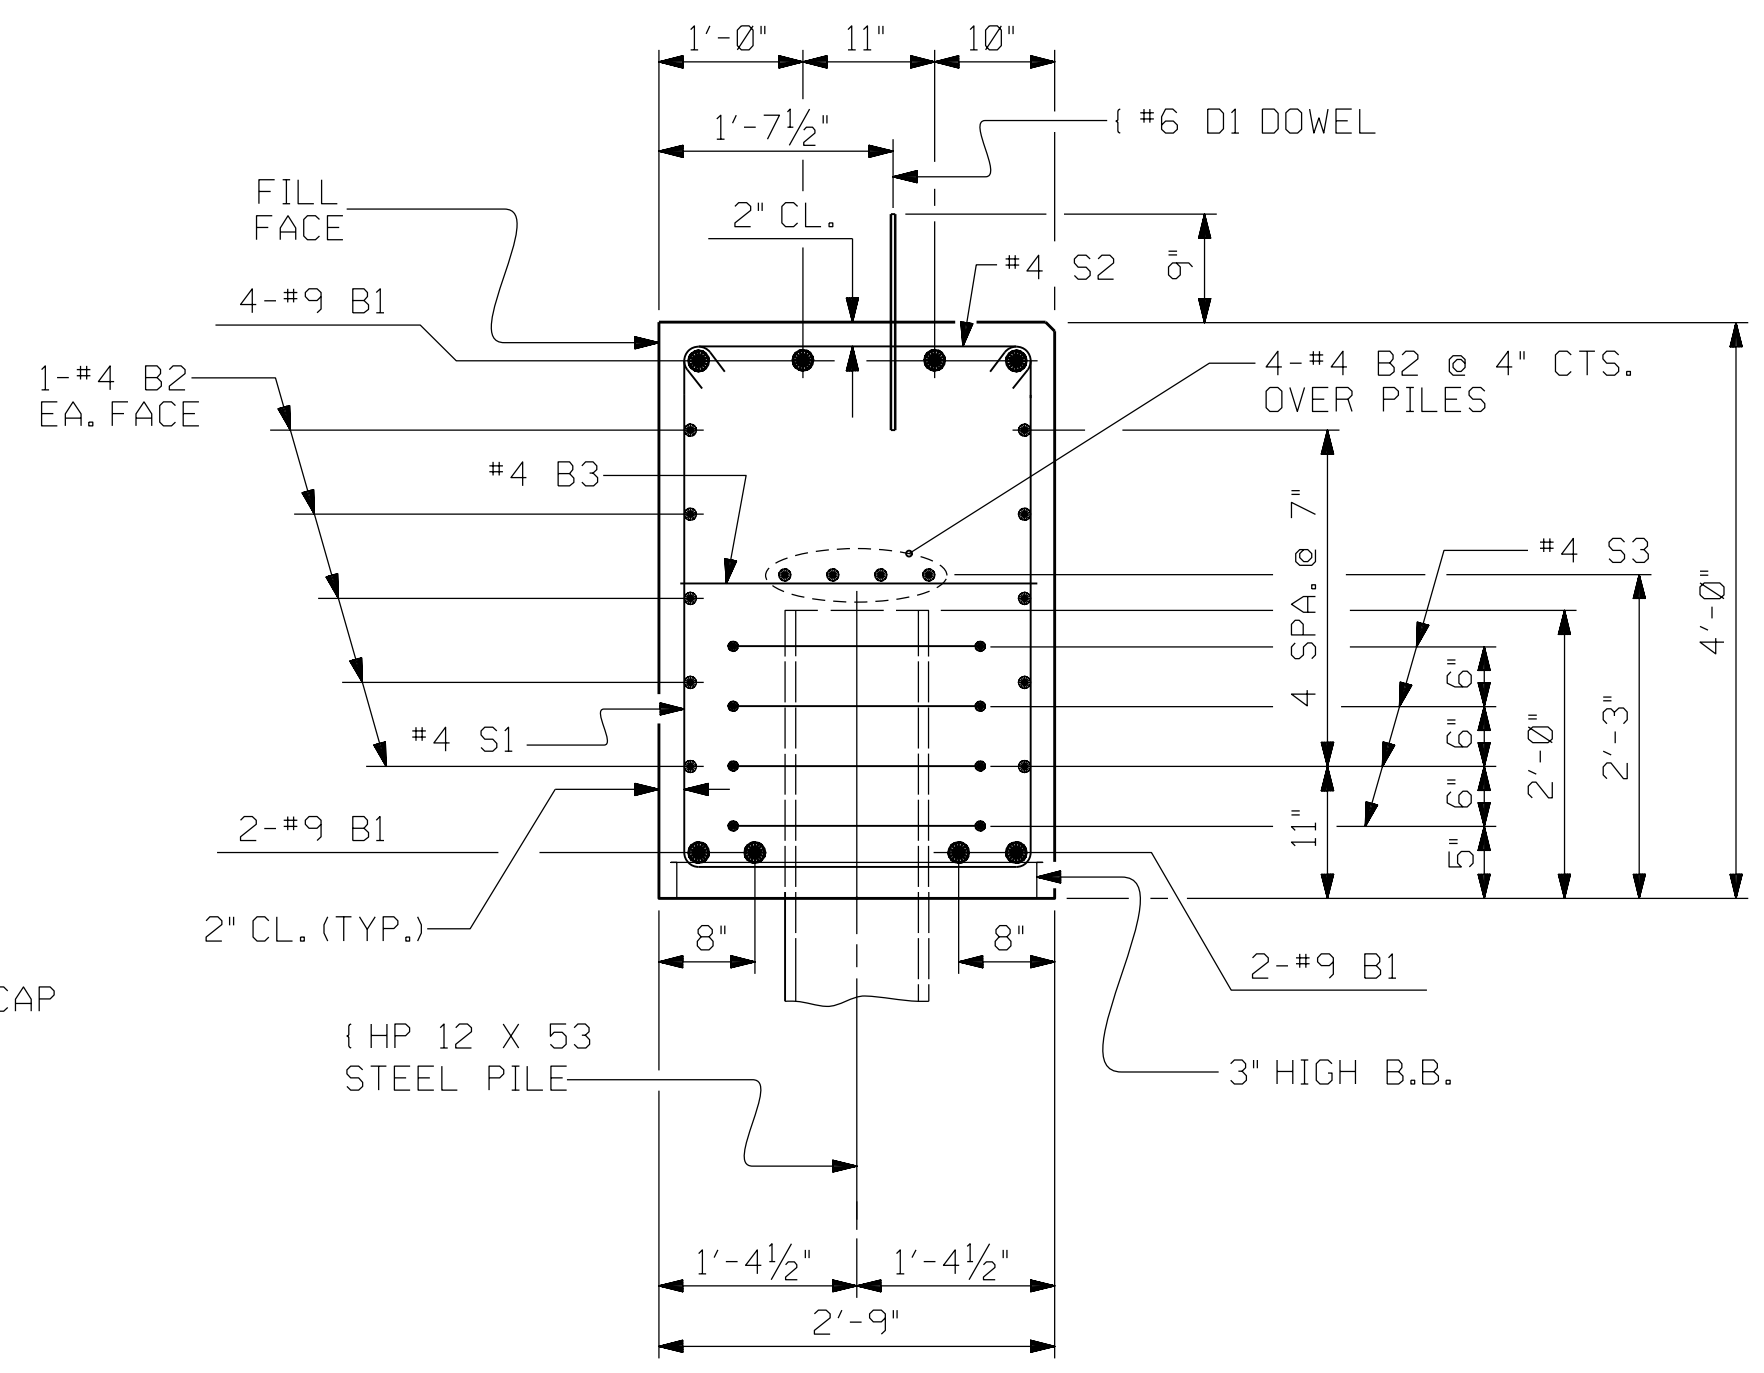 1'-0" 11" 10"
{ #6 D1 DOWEL
1'-7½"
FILL
FACE
2" CL.
#4 S2
9"
4-#9 B1
4-#4 B2 @ 4" CTS.
OVER PILES
1-#4 B2
EA. FACE
#4 B3
4 SPA. @ 7"
#4 S3
4'-0"
6"
6"
6"
5"
2'-0"
2'-3"
11"
#4 S1
2-#9 B1
2" CL. (TYP.)
8" 8"
2-#9 B1
CAP
{ HP 12 X 53
STEEL PILE
3" HIGH B.B.
1'-4½" 1'-4½"
2'-9"